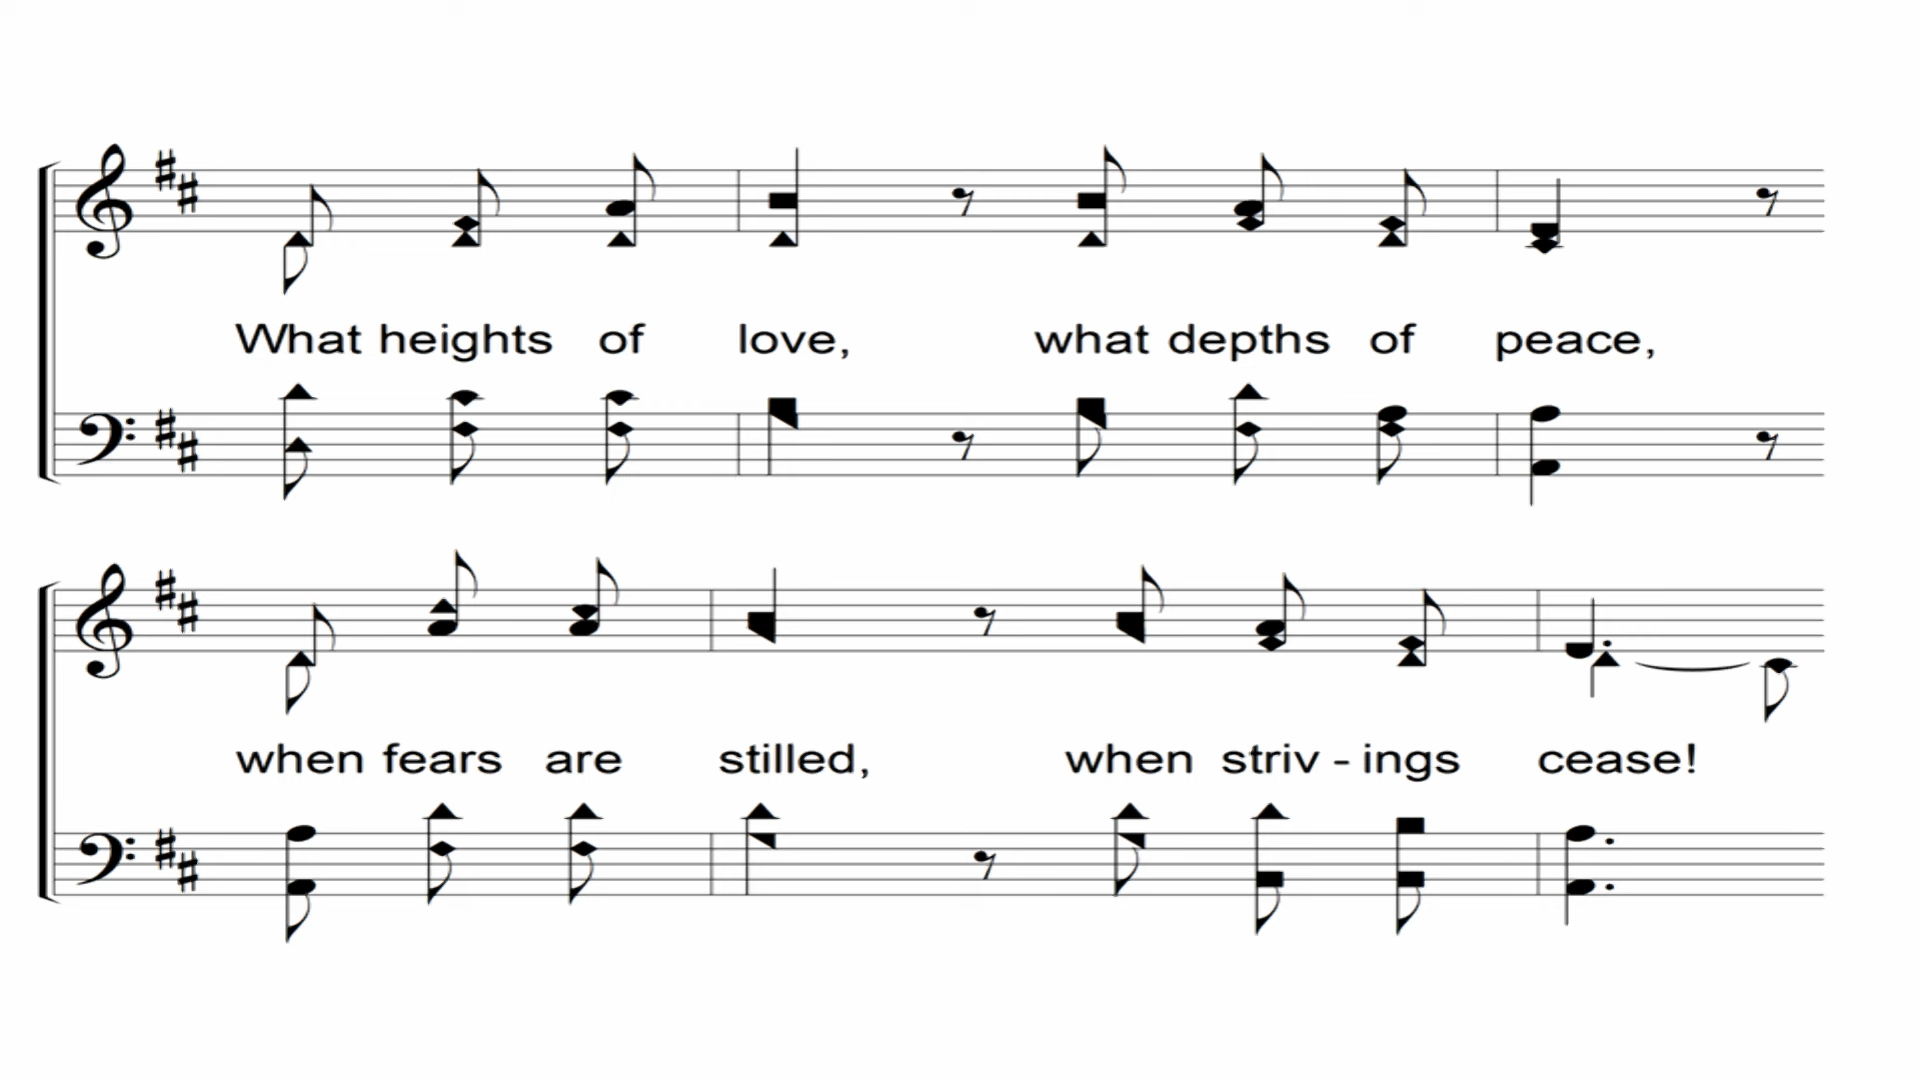 What heights of love, what depths of peace,
when fears are stilled, when striv - ings cease!